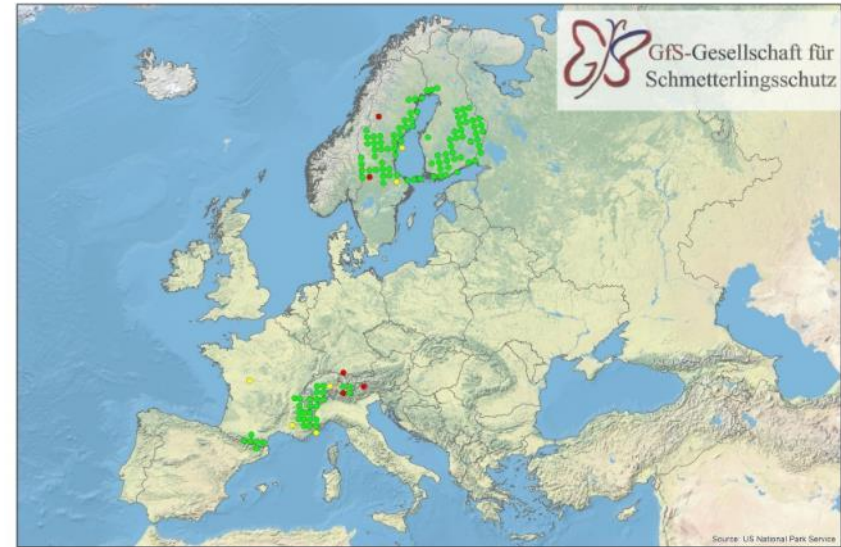 GfS-Gesellschaft für
Schmetterlingsschutz
Source: US National Park Service